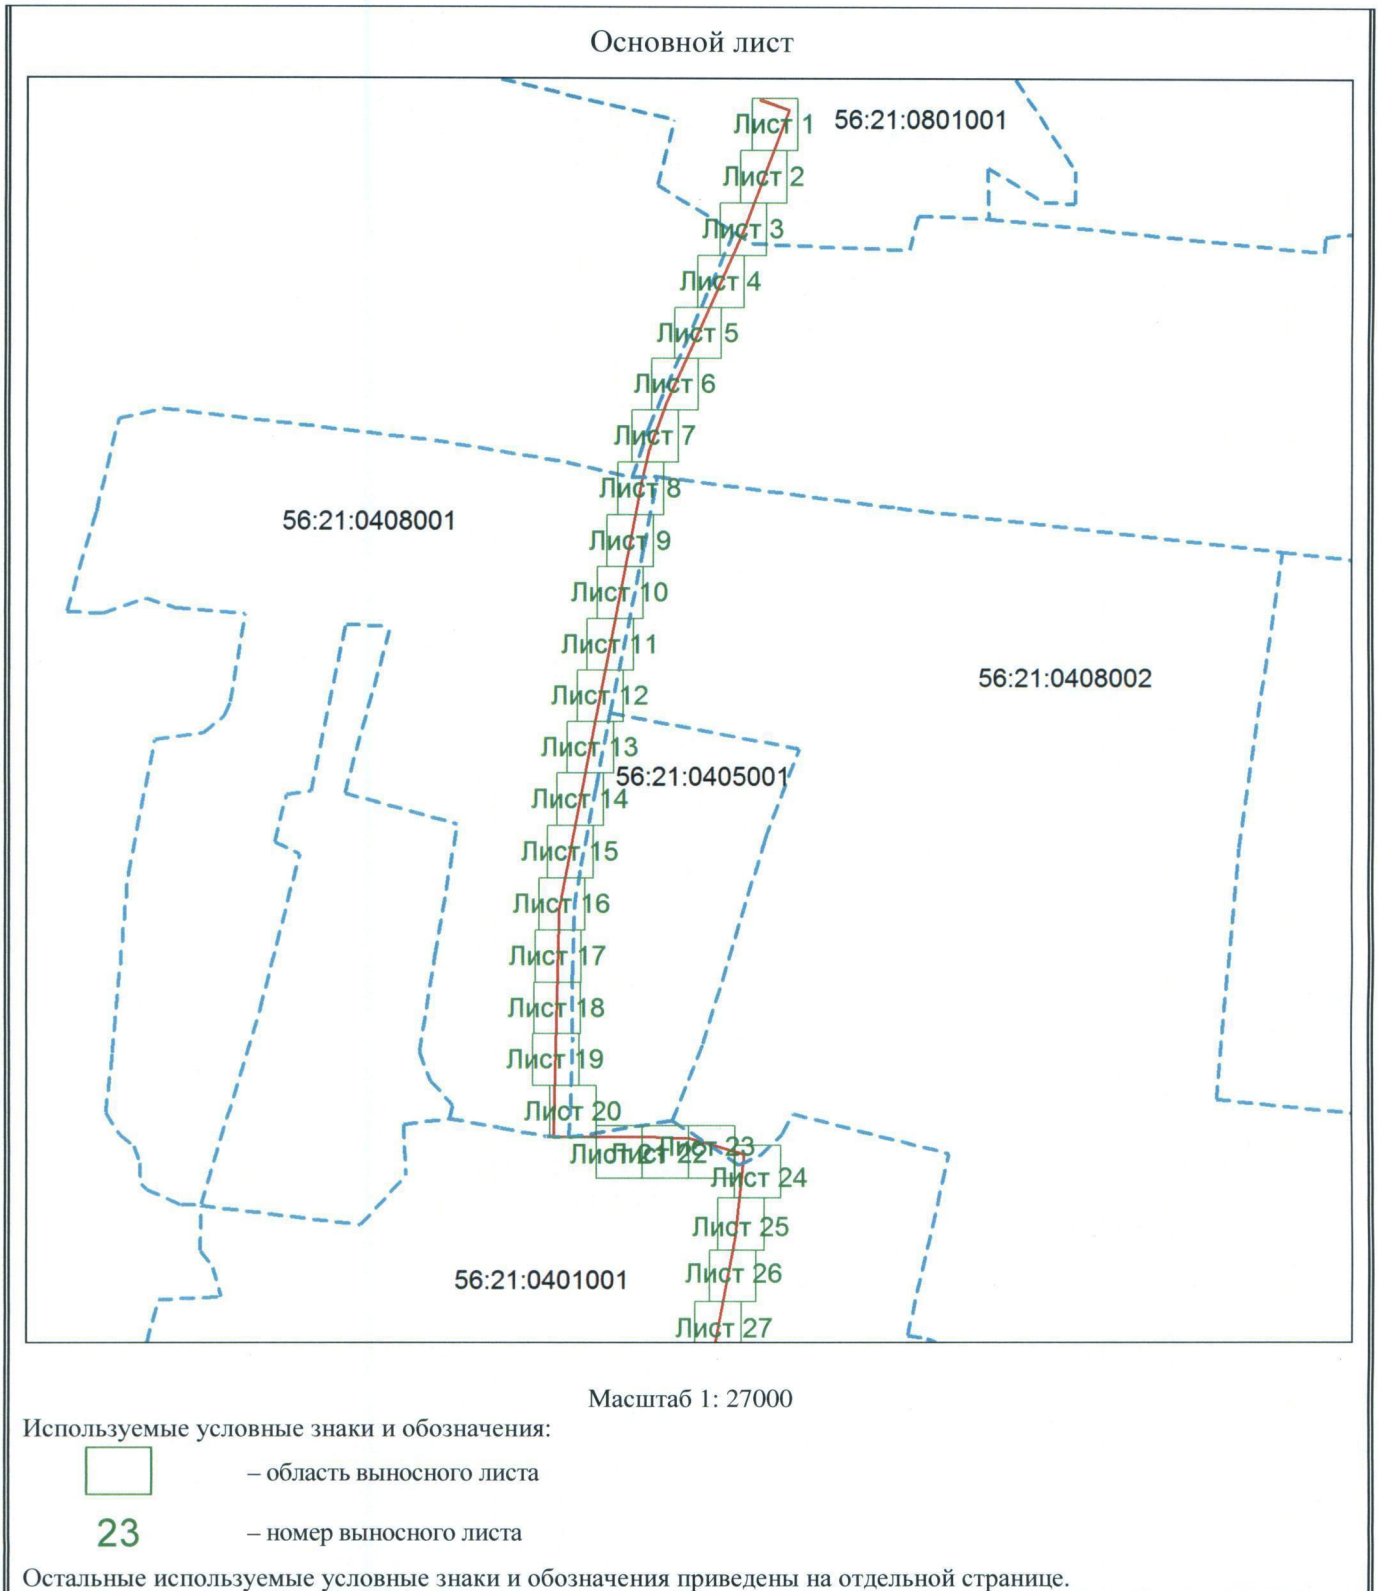 Основной лист
Лист 1
56:21:0801001
Лист 2
Лист 3
Лист 4
Лист 5
Лист 6
Лист 7
Лист 8
56:21:0408001
Лист 9
Лист 10
Лист 11
56:21:0408002
Лист 12
Лист 13
56:21:0405001
Лист 14
Лист 15
Лист 16
Лист 17
Лист 18
Лист 19
Лист 20
Лист 21
Лист 22
Лист 23
Лист 24
Лист 25
Лист 26
56:21:0401001
Лист 27
Масштаб 1: 27000
Используемые условные знаки и обозначения:
– область выносного листа
23 – номер выносного листа
Остальные используемые условные знаки и обозначения приведены на отдельной странице.